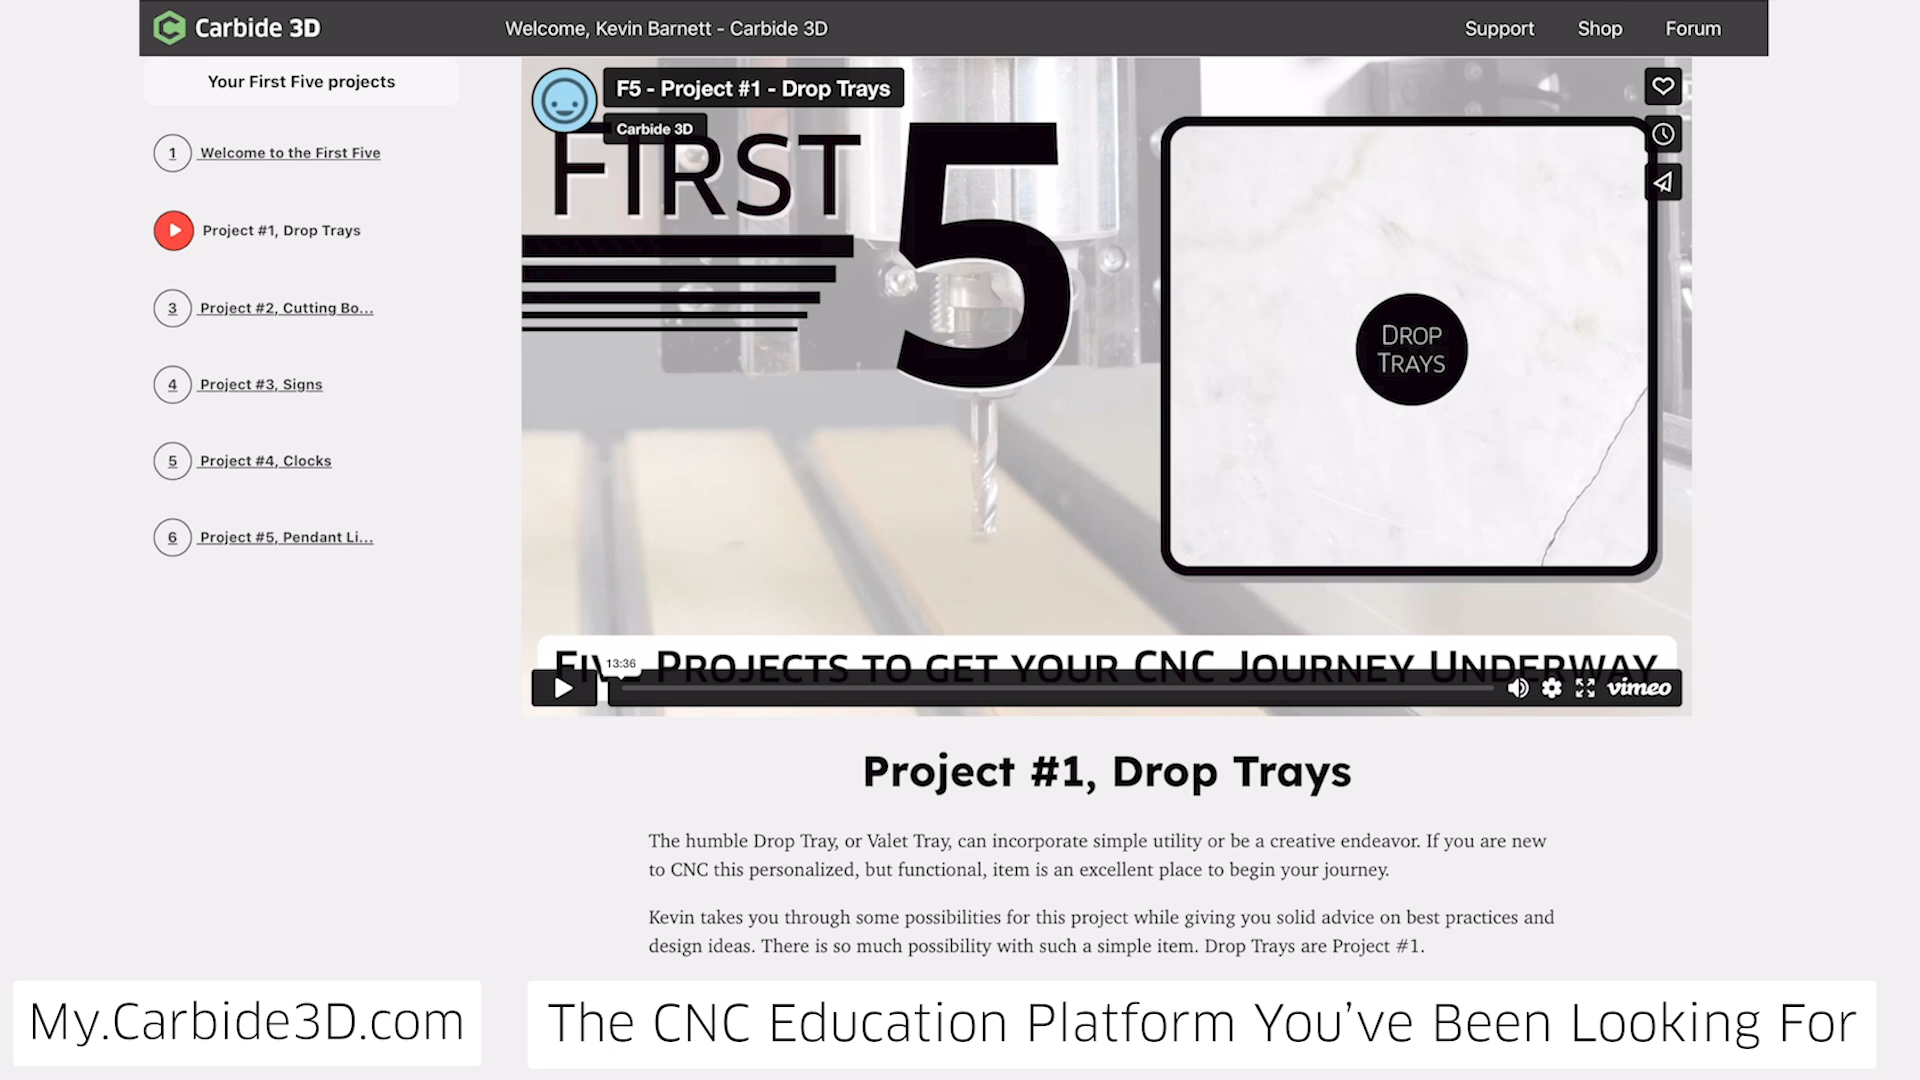 Carbide 3D
Welcome, Kevin Barnett - Carbide 3D
Support
Shop
Forum
Your First Five projects
1 Welcome to the First Five
Project #1, Drop Trays
3 Project #2, Cutting Bo...
4 Project #3, Signs
5 Project #4, Clocks
6 Project #5, Pendant Li...
F5 - Project #1 - Drop Trays
Carbide 3D
FIRST
5
DROP
TRAYS
FIVE PROJECTS TO GET YOUR CNC JOURNEY UNDERWAY
13:36
vimeo
Project #1, Drop Trays
The humble Drop Tray, or Valet Tray, can incorporate simple utility or be a creative endeavor. If you are new
to CNC this personalized, but functional, item is an excellent place to begin your journey.
Kevin takes you through some possibilities for this project while giving you solid advice on best practices and
design ideas. There is so much possibility with such a simple item. Drop Trays are Project #1.
My.Carbide3D.com
The CNC Education Platform You've Been Looking For